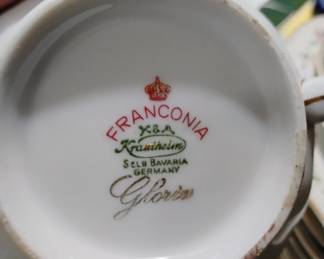 FRANCONIA
K&A
Krautheim
SELB BAVARIA
GERMANY
Gloria